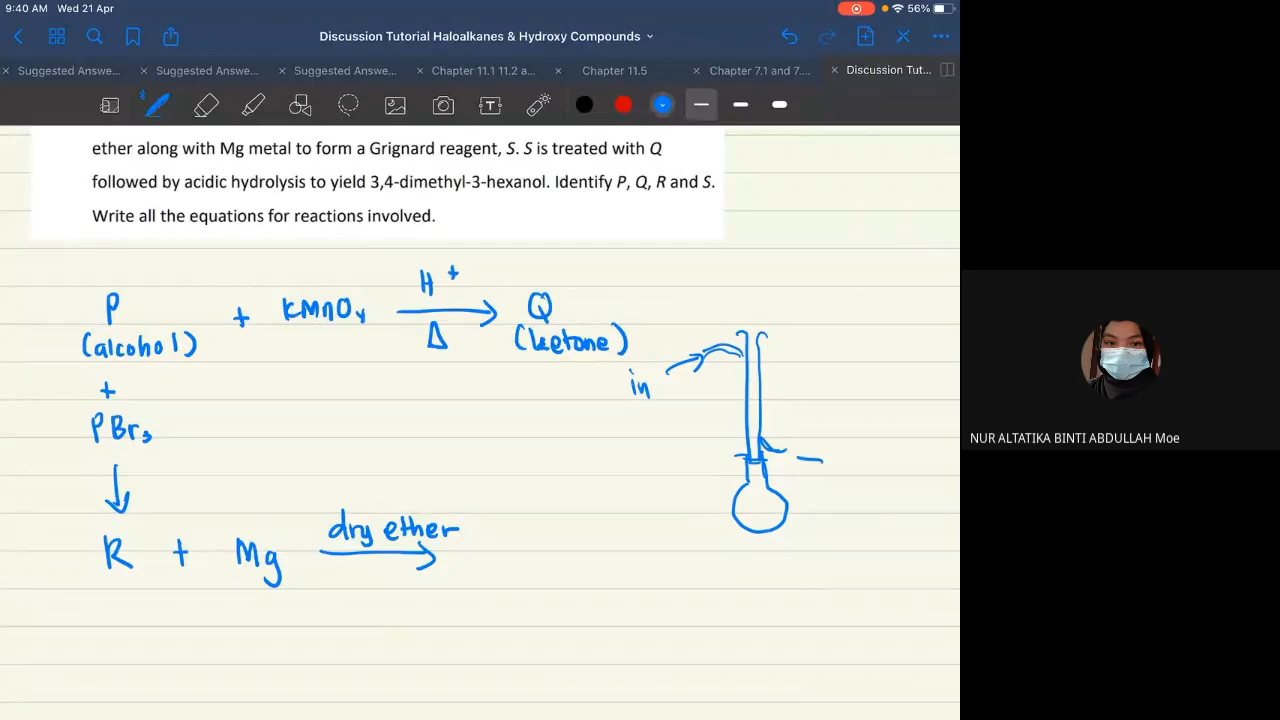 9:40 AM Wed 21 Apr
56%
Discussion Tutorial Haloalkanes & Hydroxy Compounds
Suggested Answe...
Suggested Answe...
Suggested Answe...
Chapter 11.1 11.2 a...
Chapter 11.5
Chapter 7.1 and 7....
Discussion Tut...
ether along with Mg metal to form a Grignard reagent, S. S is treated with Q
followed by acidic hydrolysis to yield 3,4-dimethyl-3-hexanol. Identify P, Q, R and S.
Write all the equations for reactions involved.
H+
P + KMnO4 Q
(alcohol) Δ (ketone)
in
+
PBr3
dry ether
R + Mg
NUR ALTATIKA BINTI ABDULLAH Moe